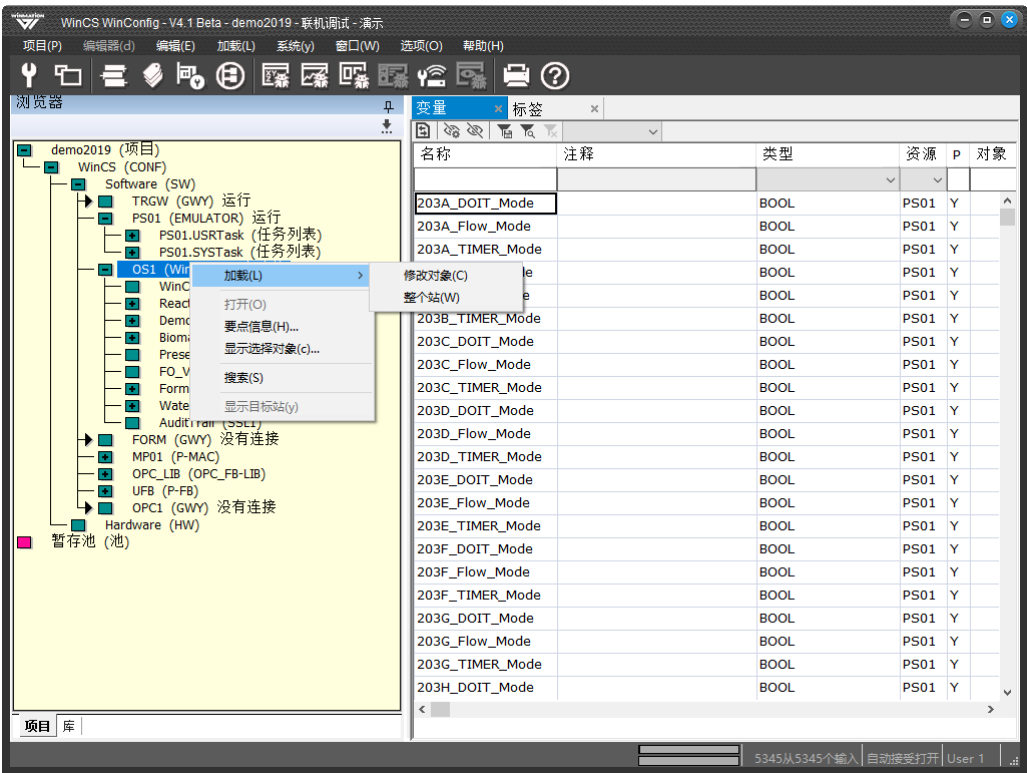 WinCS WinConfig - V4.1 Beta - demo2019 - 联机调试 - 演示
项目(P) 编辑器(d) 编辑(E) 加载(L) 系统(y) 窗口(W) 选项(O) 帮助(H)
浏览器
demo2019 (项目)
WinCS (CONF)
Software (SW)
TRGW (GWY) 运行
PS01 (EMULATOR) 运行
PS01.USRTask (任务列表)
PS01.SYSTask (任务列表)
OS1 (Win
WinC
React
Demo
Bioma
Prese
FO_V
Form
Wate
AuditTrail (SSLT)
FORM (GWY) 没有连接
MP01 (P-MAC)
OPC_LIB (OPC_FB-LIB)
UFB (P-FB)
OPC1 (GWY) 没有连接
Hardware (HW)
暂存池 (池)
加载(L)
打开(O)
要点信息(H)...
显示选择对象(c)...
搜索(S)
显示目标站(y)
修改对象(C)
整个站(W)
项目 库
变量 标签
名称 注释 类型 资源 P 对象
203A_DOIT_Mode BOOL PS01 Y
203A_Flow_Mode BOOL PS01 Y
203A_TIMER_Mode BOOL PS01 Y
de BOOL PS01 Y
e BOOL PS01 Y
203B_TIMER_Mode BOOL PS01 Y
203C_DOIT_Mode BOOL PS01 Y
203C_Flow_Mode BOOL PS01 Y
203C_TIMER_Mode BOOL PS01 Y
203D_DOIT_Mode BOOL PS01 Y
203D_Flow_Mode BOOL PS01 Y
203D_TIMER_Mode BOOL PS01 Y
203E_DOIT_Mode BOOL PS01 Y
203E_Flow_Mode BOOL PS01 Y
203E_TIMER_Mode BOOL PS01 Y
203F_DOIT_Mode BOOL PS01 Y
203F_Flow_Mode BOOL PS01 Y
203F_TIMER_Mode BOOL PS01 Y
203G_DOIT_Mode BOOL PS01 Y
203G_Flow_Mode BOOL PS01 Y
203G_TIMER_Mode BOOL PS01 Y
203H_DOIT_Mode BOOL PS01 Y
5345从5345个输入 自动接受打开 User 1